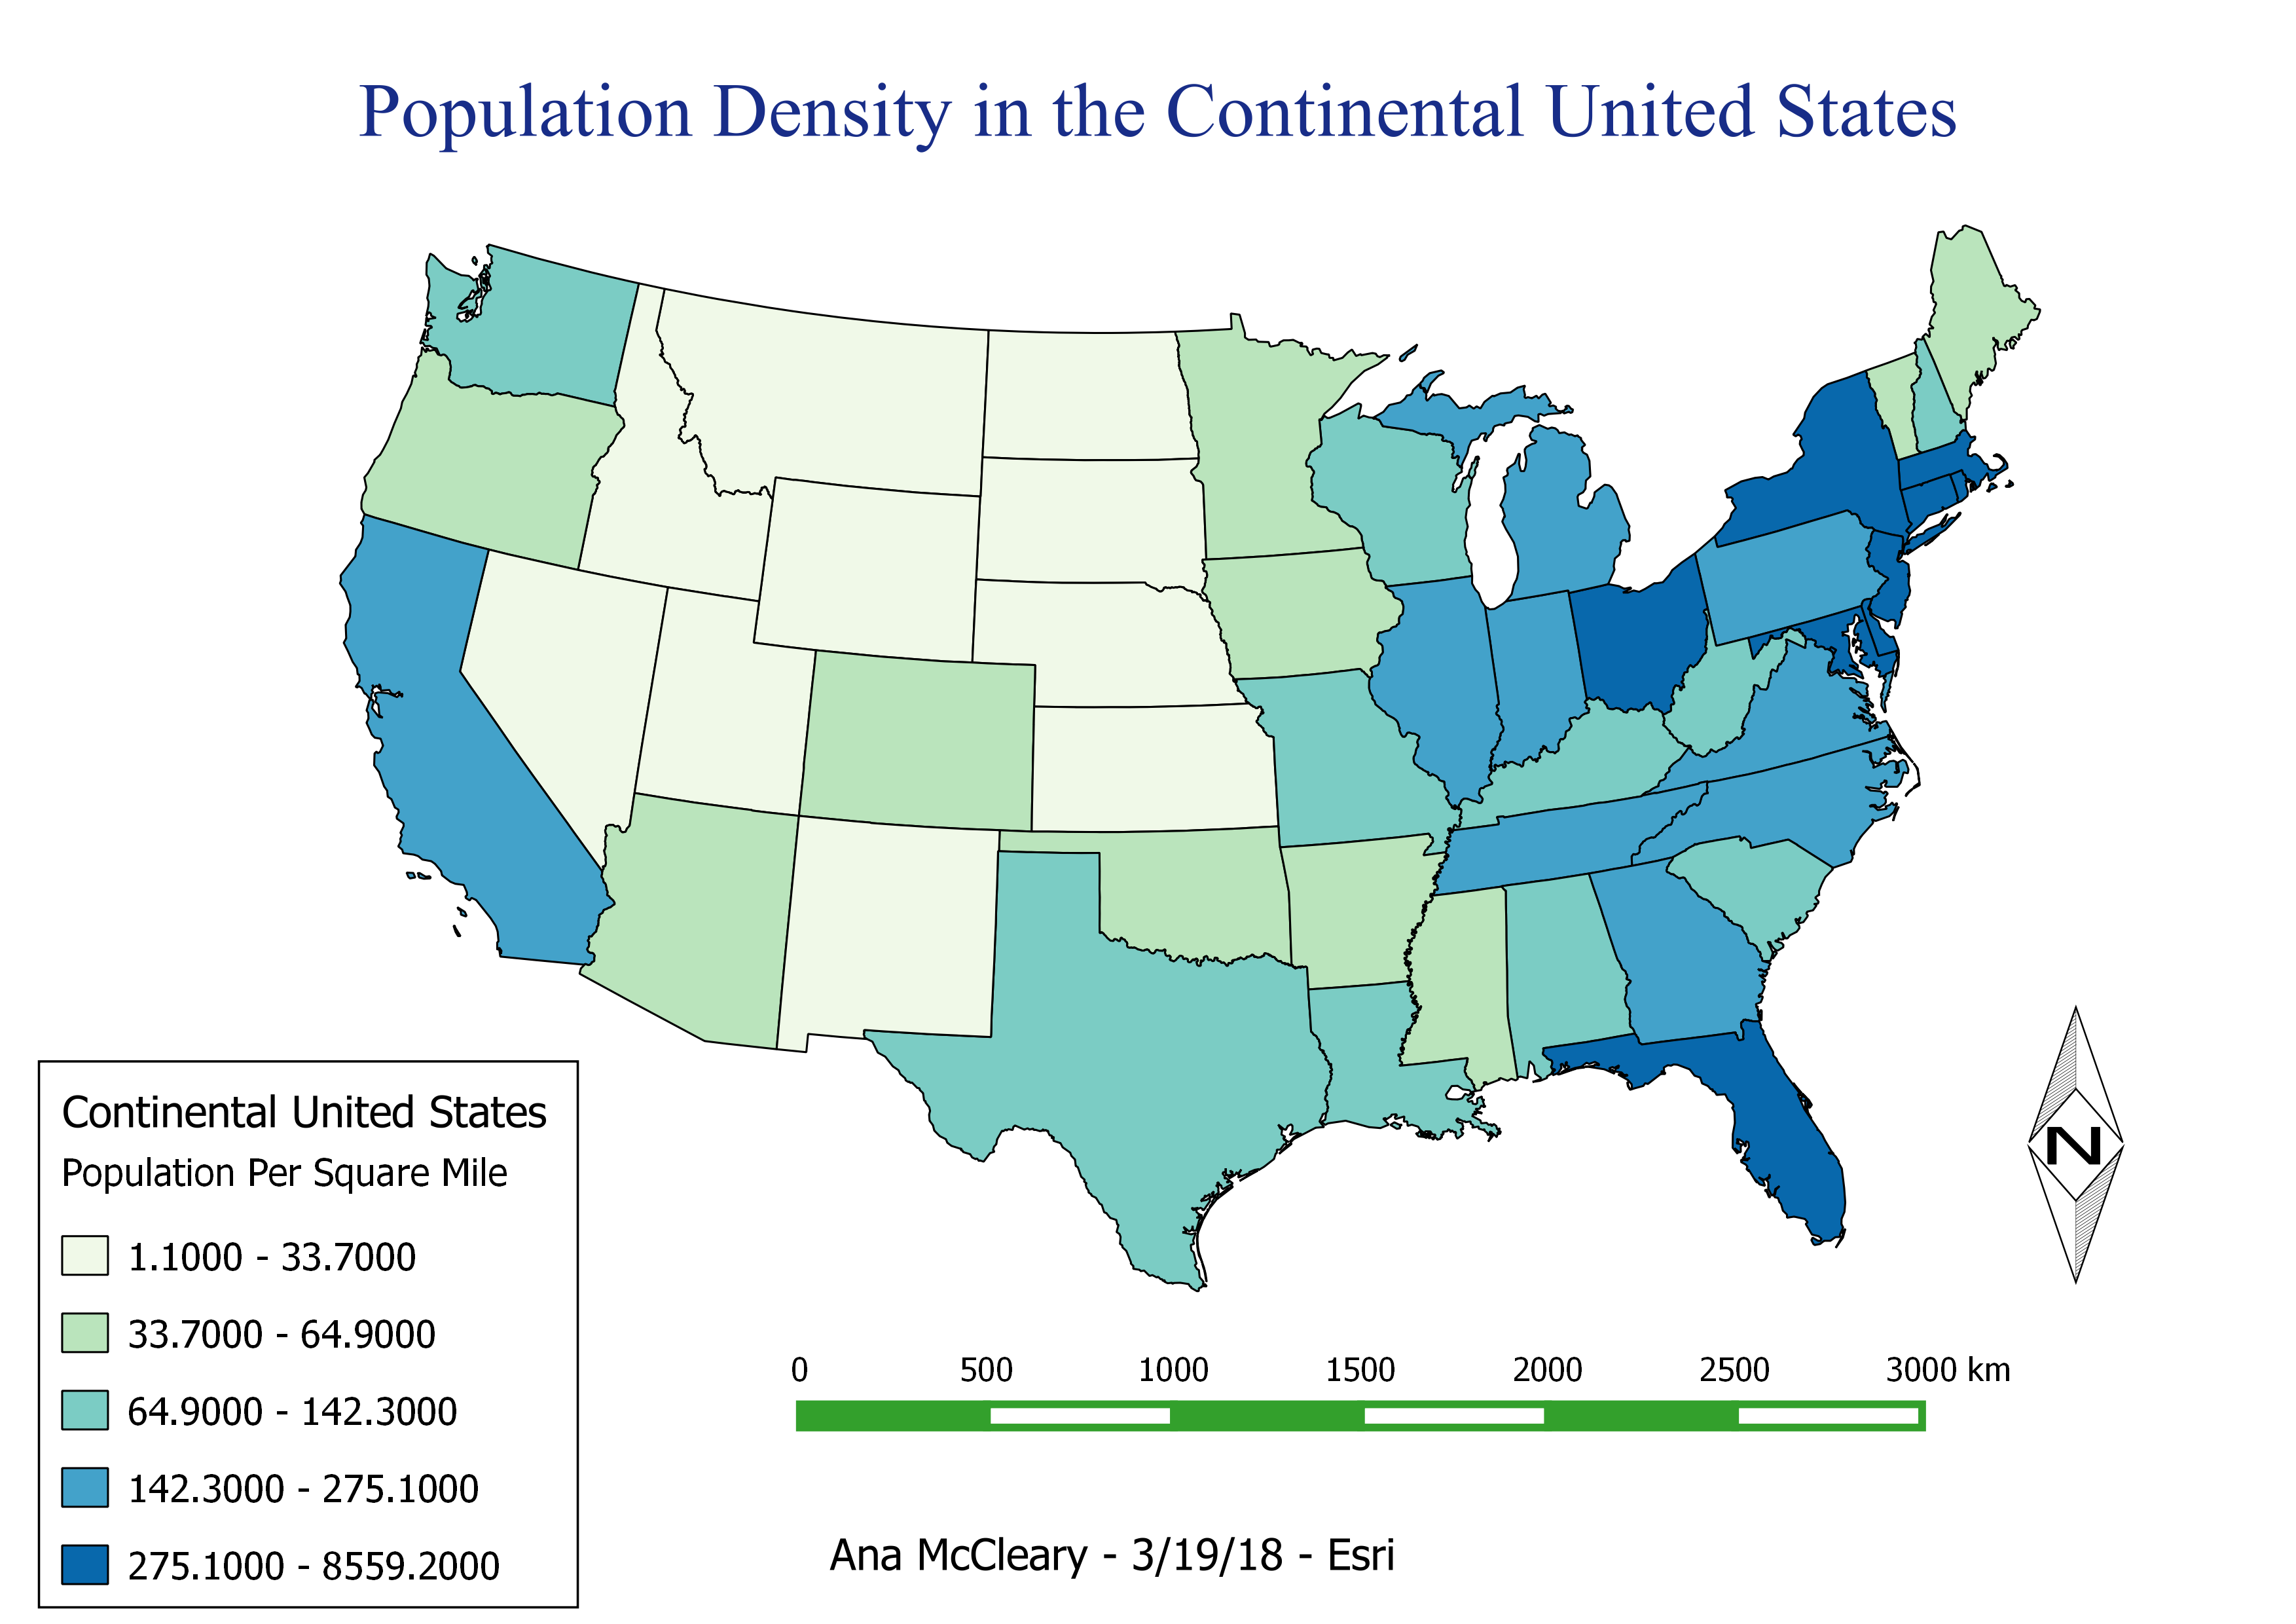 Population Density in the Continental United States
Continental United States
Population Per Square Mile
1.1000 - 33.7000
33.7000 - 64.9000
64.9000 - 142.3000
142.3000 - 275.1000
275.1000 - 8559.2000
N
0 500 1000 1500 2000 2500 3000 km
Ana McCleary - 3/19/18 - Esri